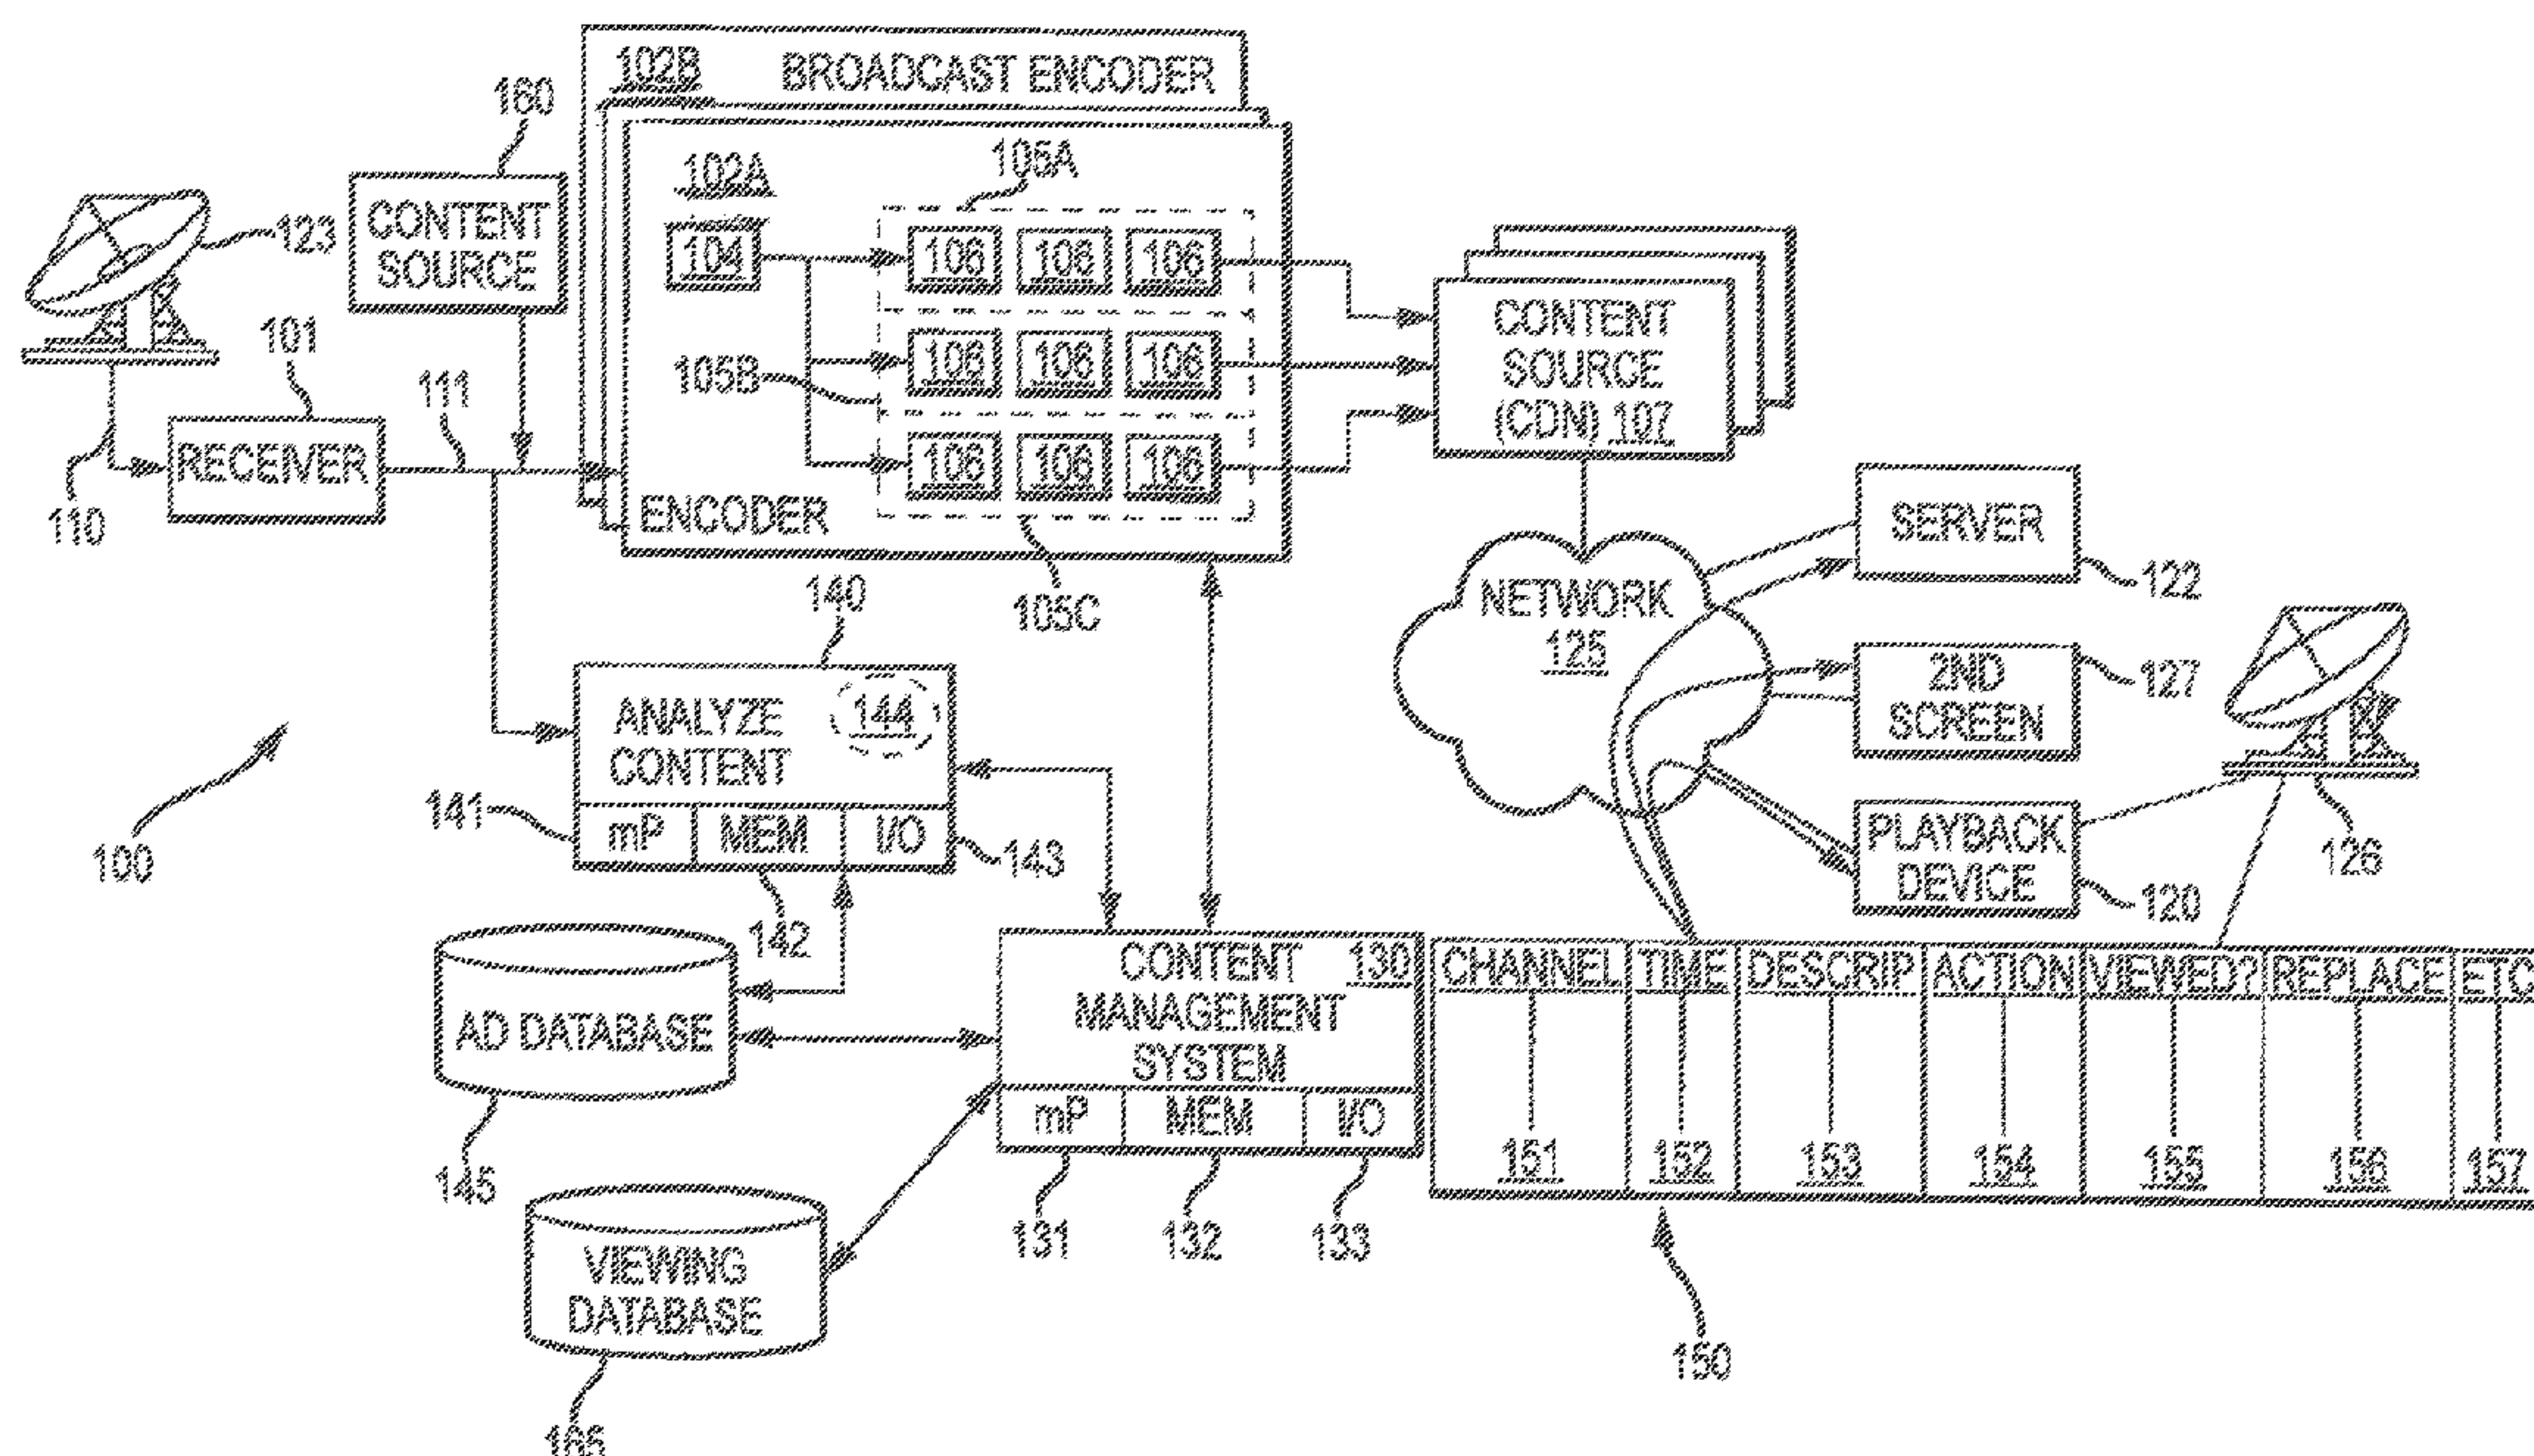 102B BROADCAST ENCODER
160
102A
105A
123
CONTENT
SOURCE
104
106 106 106
101
111
105B
106 106 106
CONTENT
SOURCE
(CDN) 107
RECEIVER
106 106 106
110
ENCODER
SERVER
140
105C
NETWORK
125
122
ANALYZE
CONTENT
144
2ND
SCREEN
127
141
mP MEM I/O
143
100
PLAYBACK
DEVICE
126
142
120
AD DATABASE
CONTENT 130
MANAGEMENT
SYSTEM
CHANNEL TIME DESCRIP ACTION VIEWED? REPLACE ETC
mP MEM I/O
151 152 153 154 155 156 157
145
131 132 133
VIEWING
DATABASE
150
165